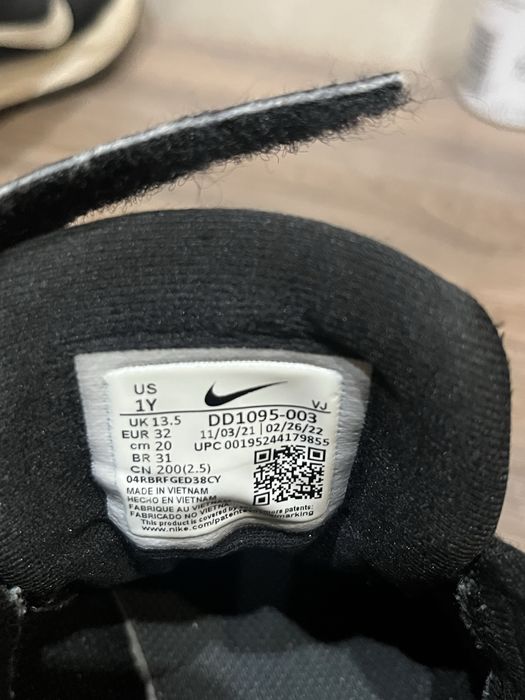 US
1Y
UK 13.5
EUR 32
cm 20
BR 31
CN 200(2.5)
DD1095-003
VJ
11/03/21 | 02/26/22
UPC 00195244179855
04RBRFGED38CY
MADE IN VIETNAM
HECHO EN VIETNAM
FABRIQUE AU VIETNAM
FABRICADO NO VIETNA
This product is covered by one or more patents:
www.nike.com/patents